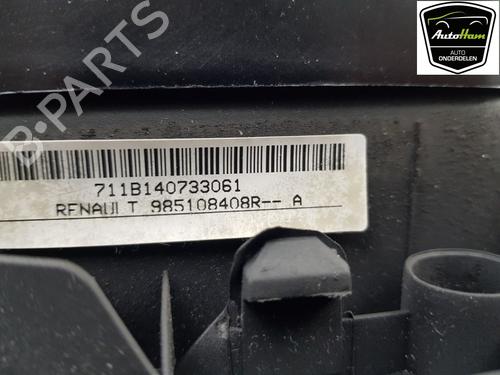 AutoHam
AUTO
ONDERDELEN
B-PARTS
711B140733061
RENAULT 985108408R-- A